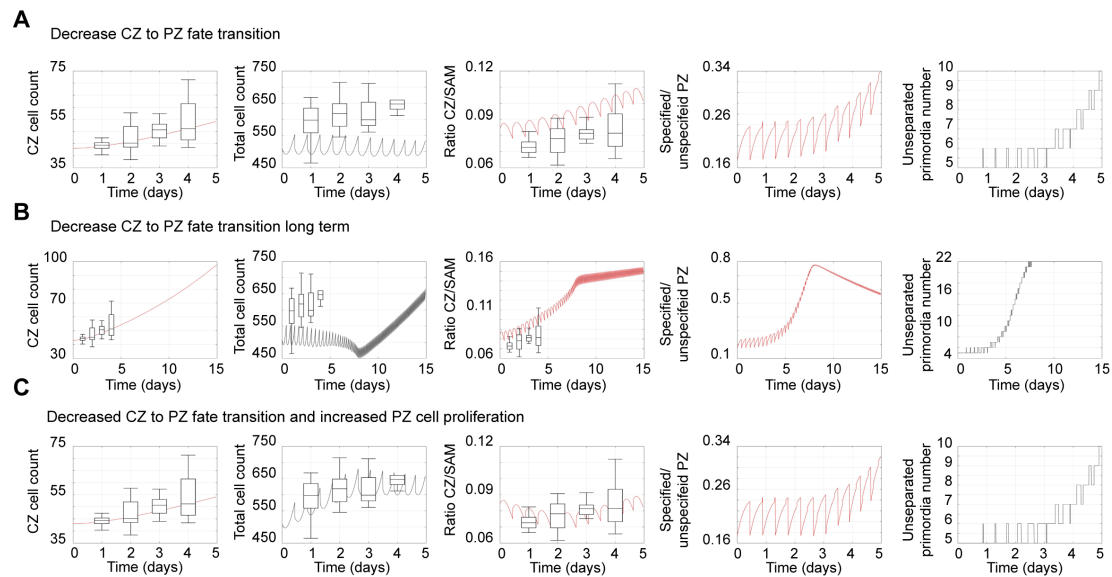 A
Decrease CZ to PZ fate transition
CZ cell count
75
55
35
0 1 2 3 4 5
Time (days)
Total cell count
750
650
550
450
0 1 2 3 4 5
Time (days)
Ratio CZ/SAM
0.12
0.09
0.06
0 1 2 3 4 5
Time (days)
Specified/
unspecifeid PZ
0.34
0.26
0.16
0 1 2 3 4 5
Time (days)
Unseparated
primordia number
10
9
8
7
6
5
0 1 2 3 4 5
Time (days)
B
Decrease CZ to PZ fate transition long term
CZ cell count
100
70
30
0 5 10 15
Time (days)
Total cell count
750
650
550
450
0 5 10 15
Time (days)
Ratio CZ/SAM
0.16
0.12
0.09
0.06
0 5 10 15
Time (days)
Specified/
unspecifeid PZ
0.8
0.5
0.1
0 5 10 15
Time (days)
Unseparated
primordia number
22
16
10
4
0 5 10 15
Time (days)
C
Decreased CZ to PZ fate transition and increased PZ cell proliferation
CZ cell count
75
55
35
0 1 2 3 4 5
Time (days)
Total cell count
750
650
550
450
0 1 2 3 4 5
Time (days)
Ratio CZ/SAM
0.12
0.09
0.06
0 1 2 3 4 5
Time (days)
Specified/
unspecifeid PZ
0.34
0.26
0.16
0 1 2 3 4 5
Time (days)
Unseparated
primordia number
10
9
8
7
6
5
0 1 2 3 4 5
Time (days)